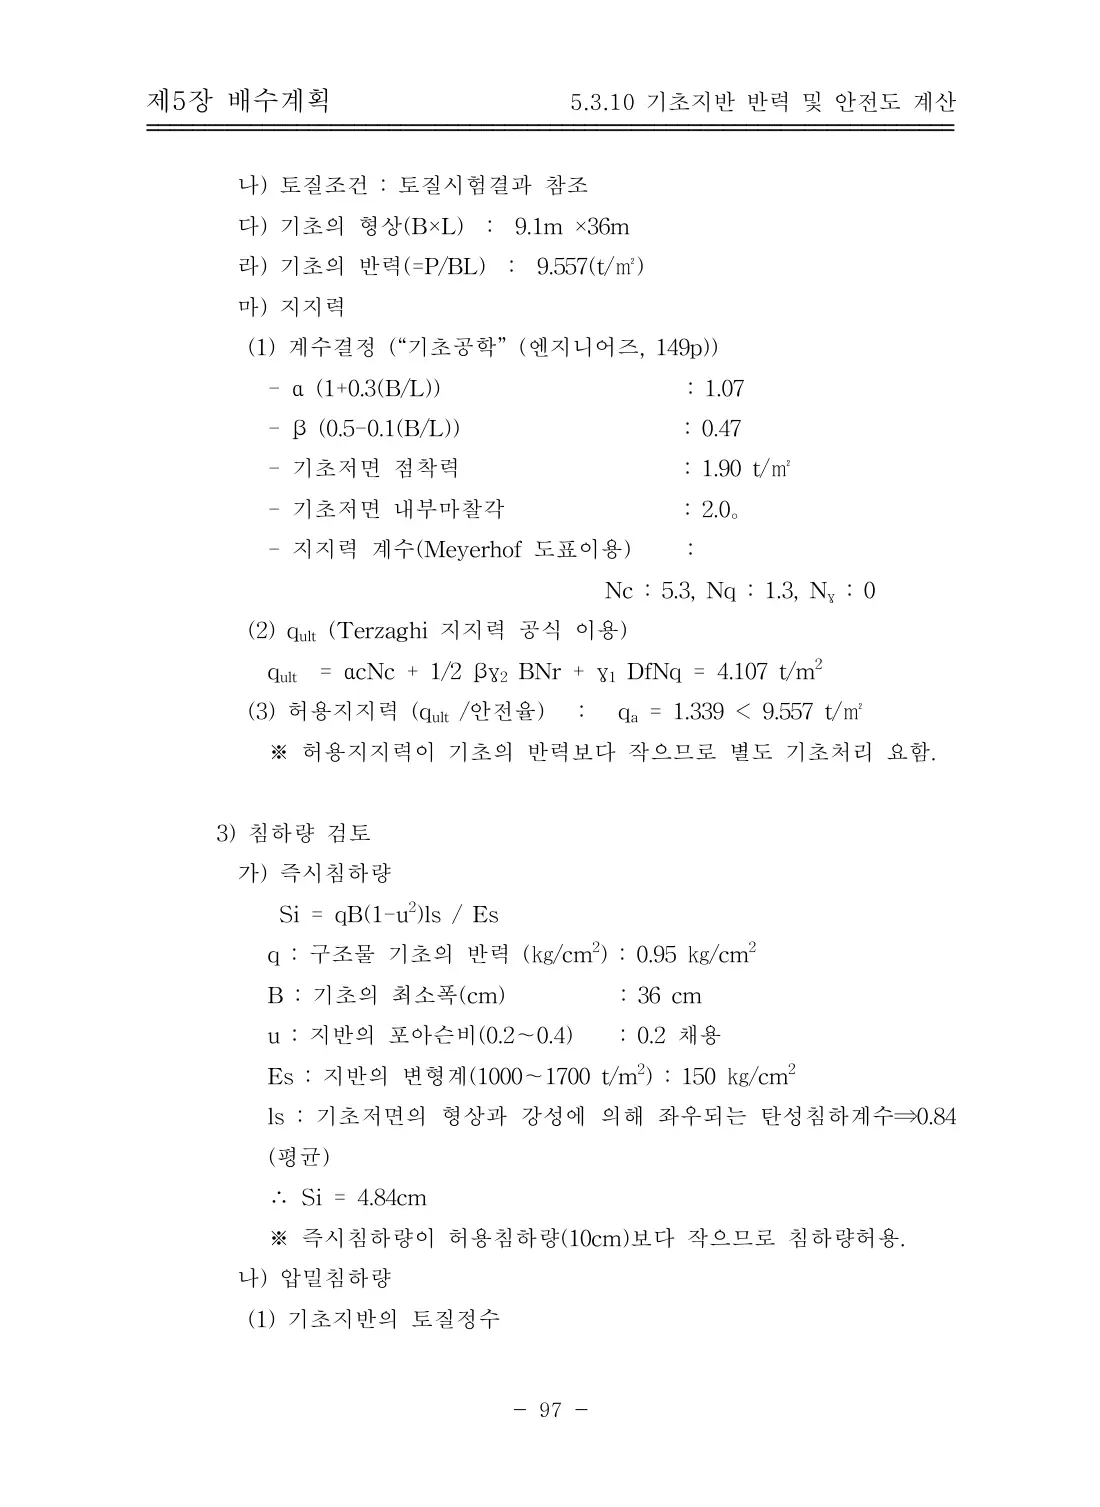 제5장 배수계획
5.3.10 기초지반 반력 및 안전도 계산
나) 토질조건 : 토질시험결과 참조
다) 기초의 형상(B×L) : 9.1m ×36m
라) 기초의 반력(=P/BL) : 9.557(t/㎡)
마) 지지력
(1) 계수결정 (“기초공학” (엔지니어즈, 149p))
- α (1+0.3(B/L)) : 1.07
- β (0.5-0.1(B/L)) : 0.47
- 기초저면 점착력 : 1.90 t/㎡
- 기초저면 내부마찰각 : 2.0。
- 지지력 계수(Meyerhof 도표이용) :
Nc : 5.3, Nq : 1.3, Nɣ : 0
(2) qult (Terzaghi 지지력 공식 이용)
qult = αcNc + 1/2 βɣ2 BNr + ɣ1 DfNq = 4.107 t/m²
(3) 허용지지력 (qult /안전율) : qa = 1.339 < 9.557 t/㎡
※ 허용지지력이 기초의 반력보다 작으므로 별도 기초처리 요함.
3) 침하량 검토
가) 즉시침하량
Si = qB(1-u²)ls / Es
q : 구조물 기초의 반력 (㎏/cm²) : 0.95 ㎏/cm²
B : 기초의 최소폭(cm) : 36 cm
u : 지반의 포아슨비(0.2~0.4) : 0.2 채용
Es : 지반의 변형계(1000~1700 t/m²) : 150 ㎏/cm²
ls : 기초저면의 형상과 강성에 의해 좌우되는 탄성침하계수⇒0.84
(평균)
∴ Si = 4.84cm
※ 즉시침하량이 허용침하량(10cm)보다 작으므로 침하량허용.
나) 압밀침하량
(1) 기초지반의 토질정수
- 97 -